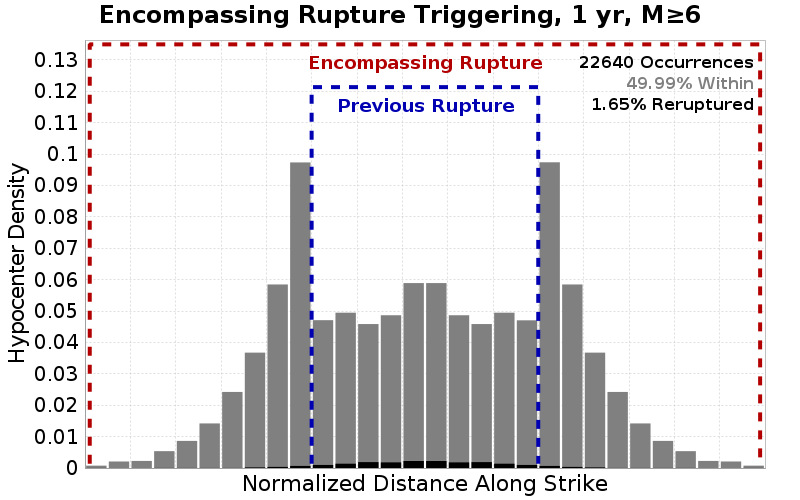 Encompassing Rupture Triggering, 1 yr, M≥6
Encompassing Rupture
22640 Occurrences
49.99% Within
Previous Rupture
1.65% Reruptured
0.13
0.12
0.11
0.1
0.09
0.08
0.07
0.06
0.05
0.04
0.03
0.02
0.01
0
Hypocenter Density
Normalized Distance Along Strike